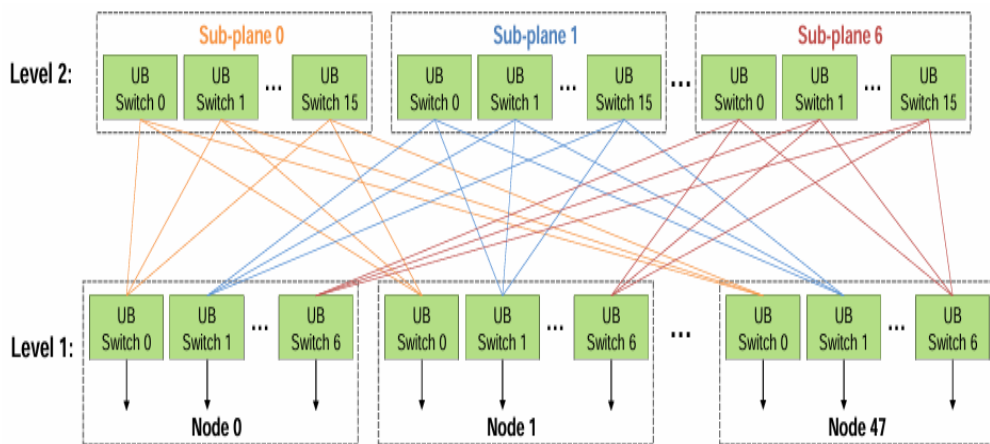 Sub-plane 0 Sub-plane 1 Sub-plane 6
Level 2:
UB UB UB UB UB UB UB UB UB
Switch 0 Switch 1 ... Switch 15 Switch 0 Switch 1 ... Switch 15 ... Switch 0 Switch 1 ... Switch 15
Level 1:
UB UB UB UB UB UB UB UB UB
Switch 0 Switch 1 ... Switch 6 Switch 0 Switch 1 ... Switch 6 ... Switch 0 Switch 1 ... Switch 6
Node 0 Node 1 Node 47